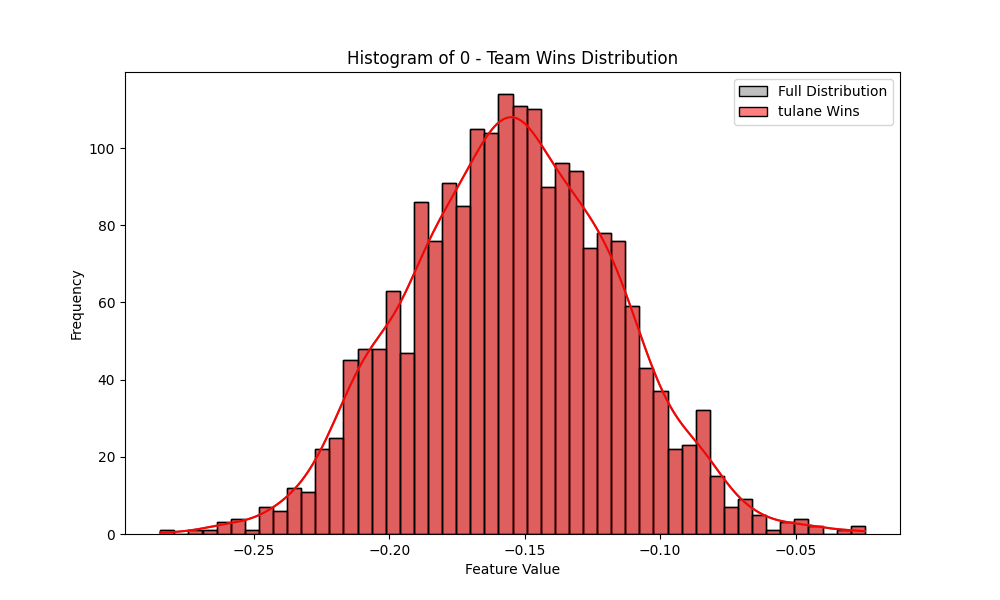 Histogram of 0 - Team Wins Distribution
Full Distribution
tulane Wins
Frequency
100
80
60
40
20
0
−0.25
−0.20
−0.15
−0.10
−0.05
Feature Value